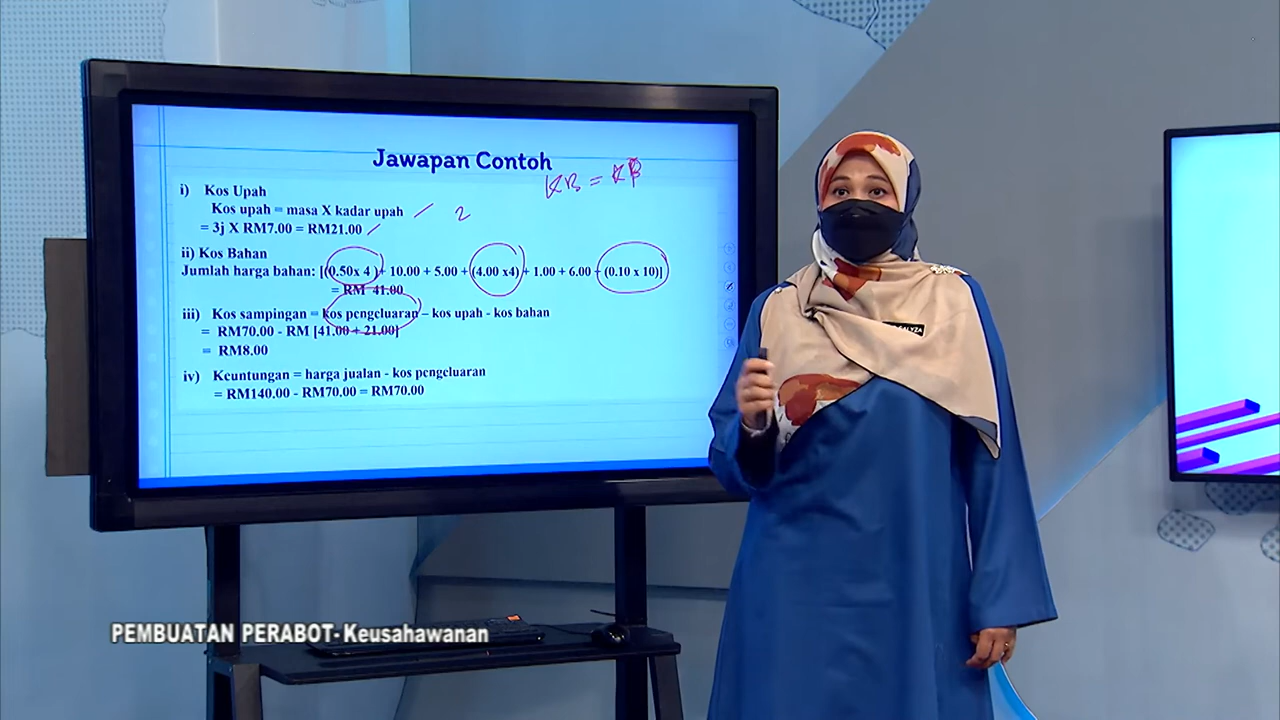 Jawapan Contoh
KB = KP
i) Kos Upah
Kos upah = masa X kadar upah
2
= 3j X RM7.00 = RM21.00
ii) Kos Bahan
Jumlah harga bahan: [(0.50x 4 )+ 10.00 + 5.00 + (4.00 x4) + 1.00 + 6.00 + (0.10 x 10)]
= RM 41.00
iii) Kos sampingan = kos pengeluaran – kos upah - kos bahan
= RM70.00 - RM [41.00 + 21.00]
= RM8.00
iv) Keuntungan = harga jualan - kos pengeluaran
= RM140.00 - RM70.00 = RM70.00
PEMBUATAN PERABOT- Keusahawanan